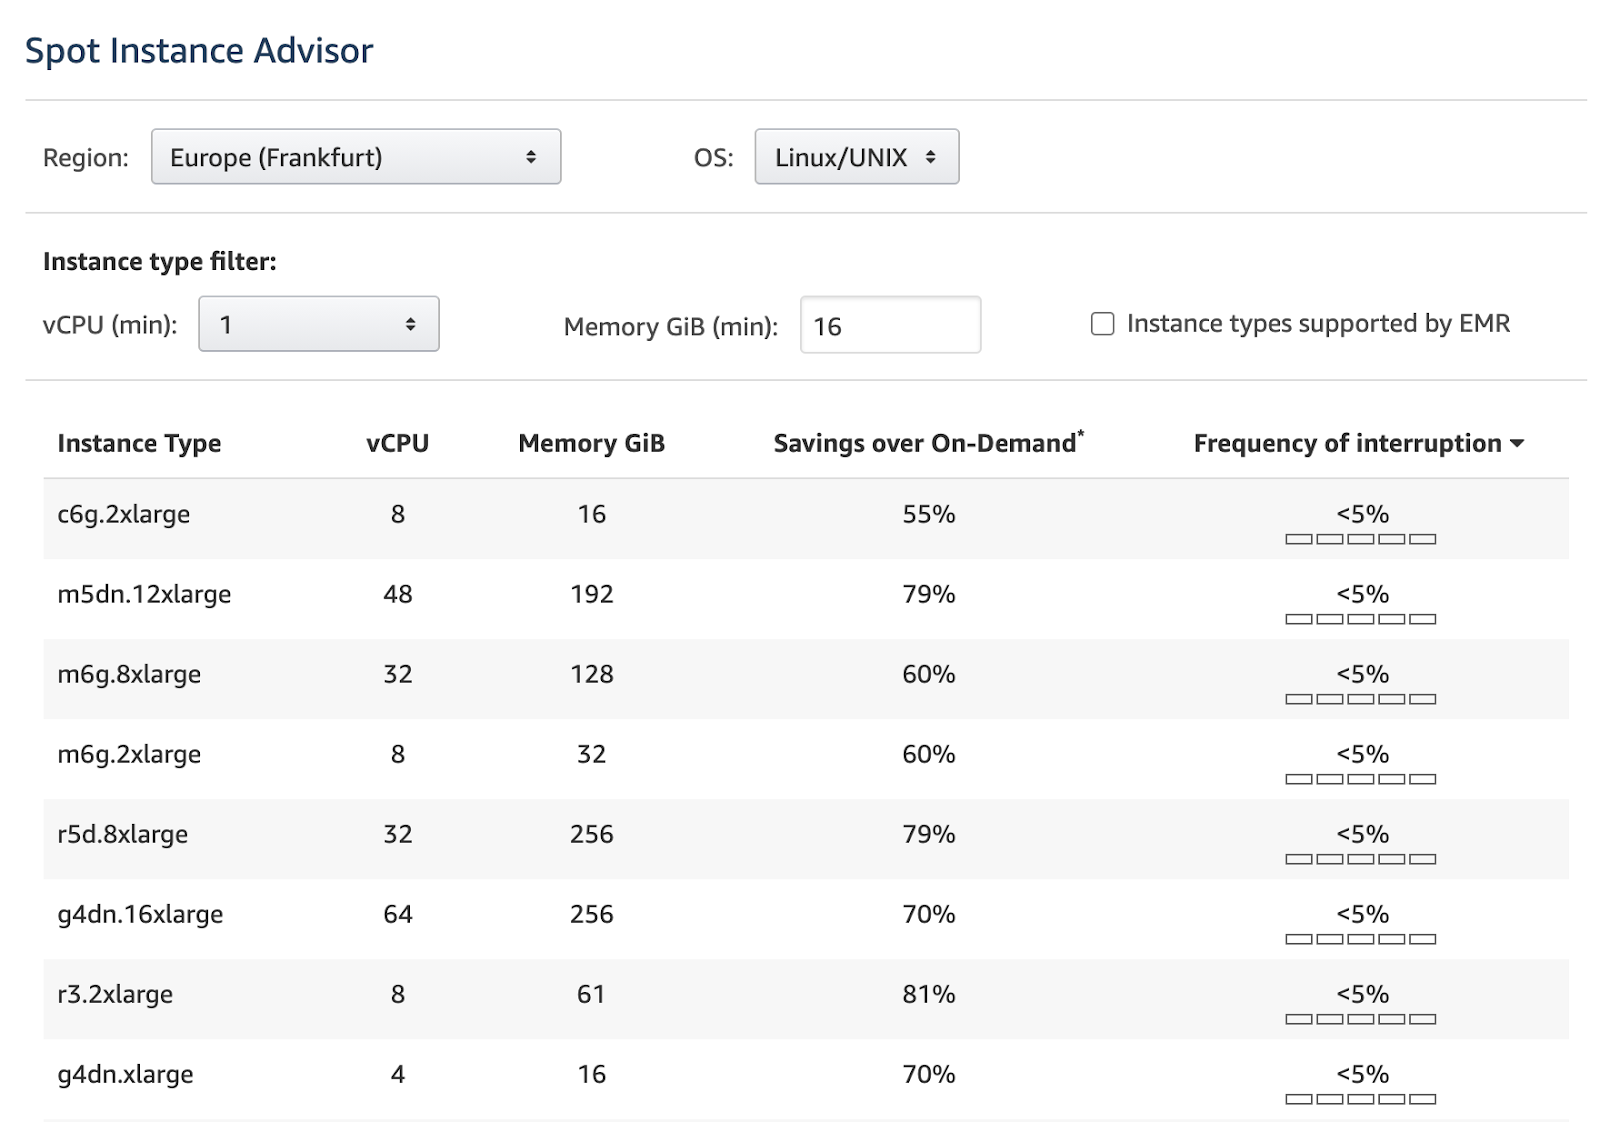 Spot Instance Advisor
Region: Europe (Frankfurt) OS: Linux/UNIX
Instance type filter:
vCPU (min): 1 Memory GiB (min): 16 Instance types supported by EMR
Instance Type vCPU Memory GiB Savings over On-Demand* Frequency of interruption
c6g.2xlarge 8 16 55% <5%
m5dn.12xlarge 48 192 79% <5%
m6g.8xlarge 32 128 60% <5%
m6g.2xlarge 8 32 60% <5%
r5d.8xlarge 32 256 79% <5%
g4dn.16xlarge 64 256 70% <5%
r3.2xlarge 8 61 81% <5%
g4dn.xlarge 4 16 70% <5%